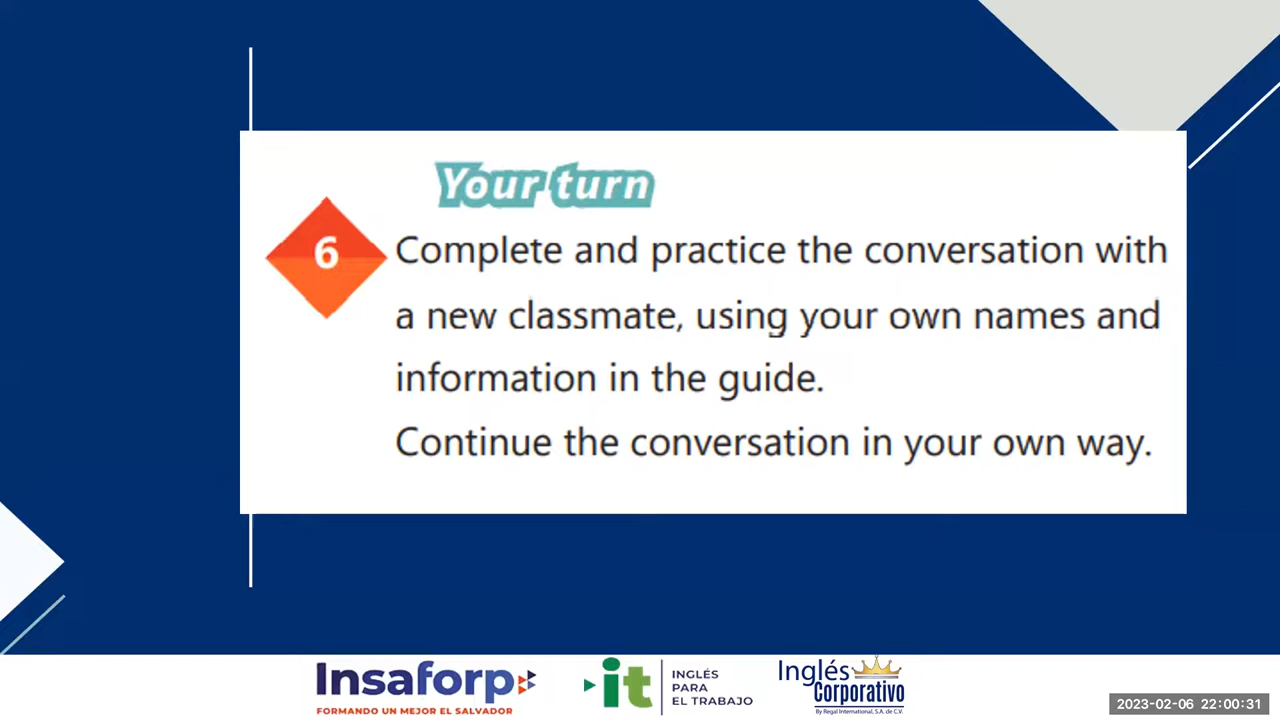 Your turn
6
Complete and practice the conversation with
a new classmate, using your own names and
information in the guide.
Continue the conversation in your own way.
Insaforp
FORMANDO UN MEJOR EL SALVADOR
it
INGLÉS
PARA
EL TRABAJO
Inglés
Corporativo
By Regal International, S.A. de C.V.
2023-02-06 22:00:31